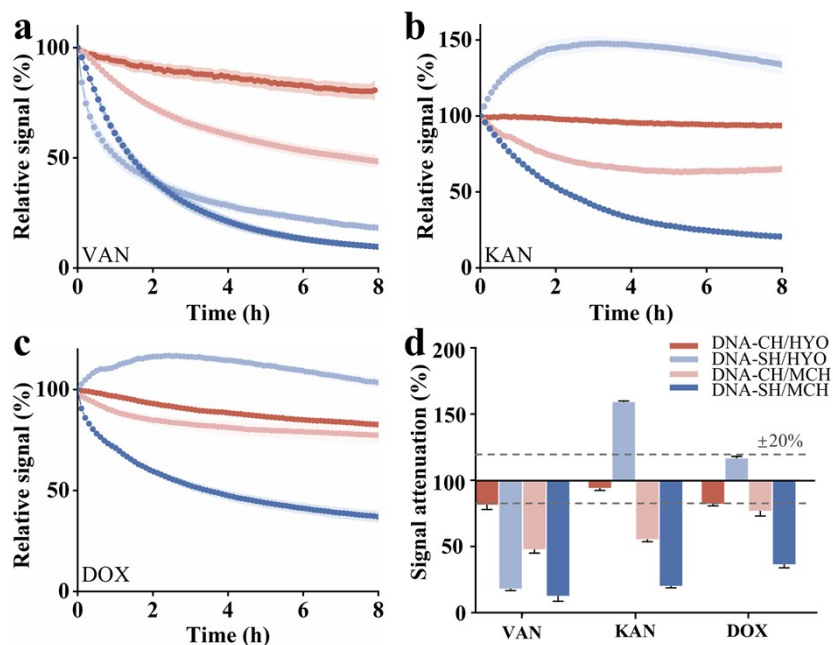 a
Relative signal (%)
100
50
0
VAN
0 2 4 6 8
Time (h)
b
Relative signal (%)
150
100
50
0
KAN
0 2 4 6 8
Time (h)
c
Relative signal (%)
100
50
0
DOX
0 2 4 6 8
Time (h)
d
Signal attenuation (%)
200
150
100
50
0
DNA-CH/HYO
DNA-SH/HYO
DNA-CH/MCH
DNA-SH/MCH
±20%
VAN KAN DOX